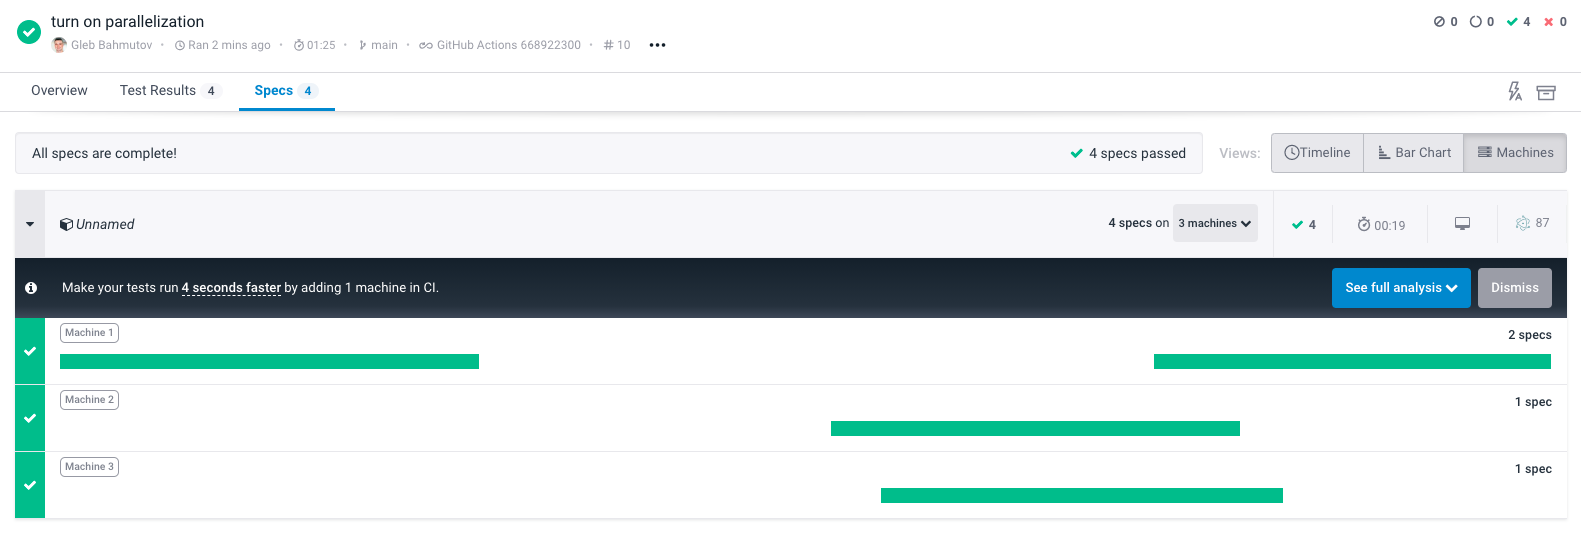 turn on parallelization
0 0 4 0
Gleb Bahmutov · Ran 2 mins ago · 01:25 · main · GitHub Actions 668922300 · # 10 •••
Overview Test Results 4 Specs 4
All specs are complete! 4 specs passed Views: Timeline Bar Chart Machines
Unnamed 4 specs on 3 machines 4 00:19 87
Make your tests run 4 seconds faster by adding 1 machine in CI. See full analysis Dismiss
Machine 1 2 specs
Machine 2 1 spec
Machine 3 1 spec